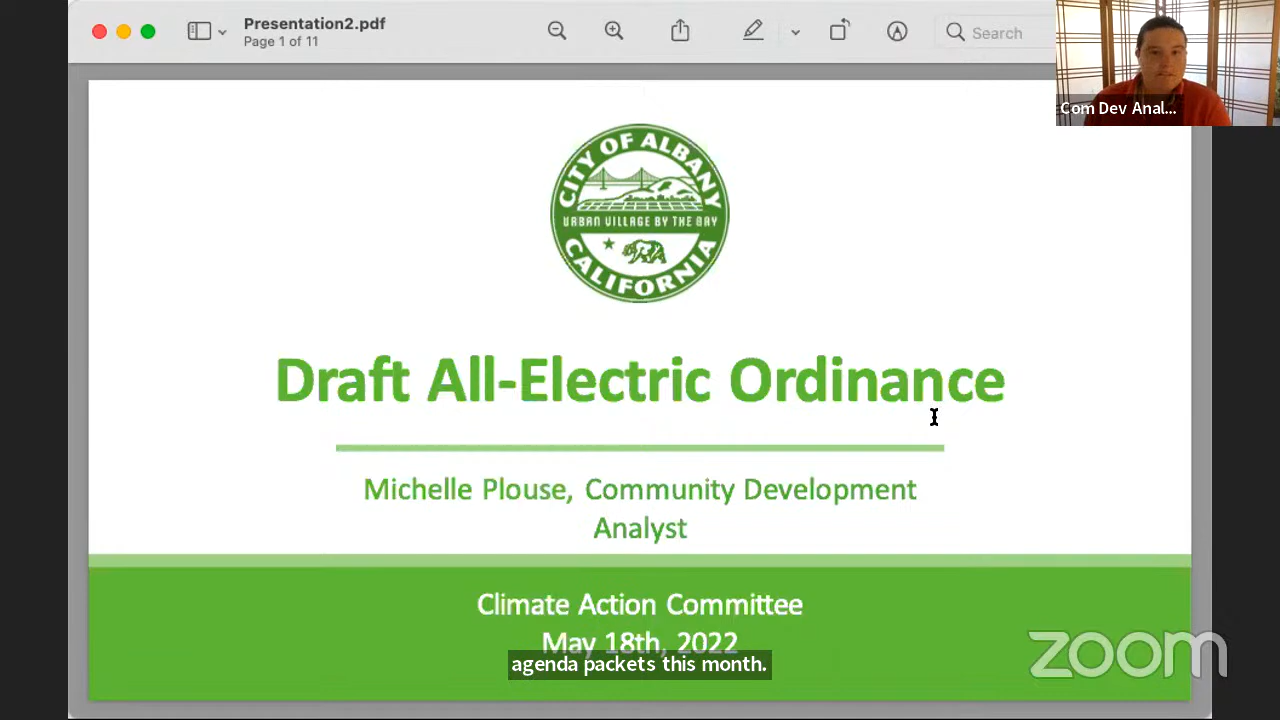 Presentation2.pdf
Page 1 of 11
Search
Com Dev Anal...
CITY OF ALBANY
URBAN VILLAGE BY THE BAY
CALIFORNIA
Draft All-Electric Ordinance
Michelle Plouse, Community Development
Analyst
Climate Action Committee
May 18th, 2022
agenda packets this month.
zoom